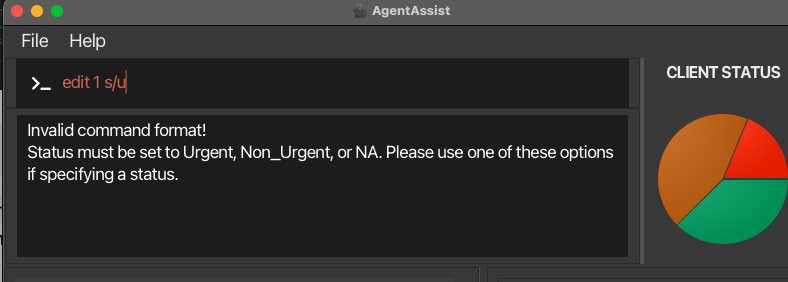 AgentAssist
File Help
CLIENT STATUS
>_ edit 1 s/u
Invalid command format!
Status must be set to Urgent, Non_Urgent, or NA. Please use one of these options
if specifying a status.